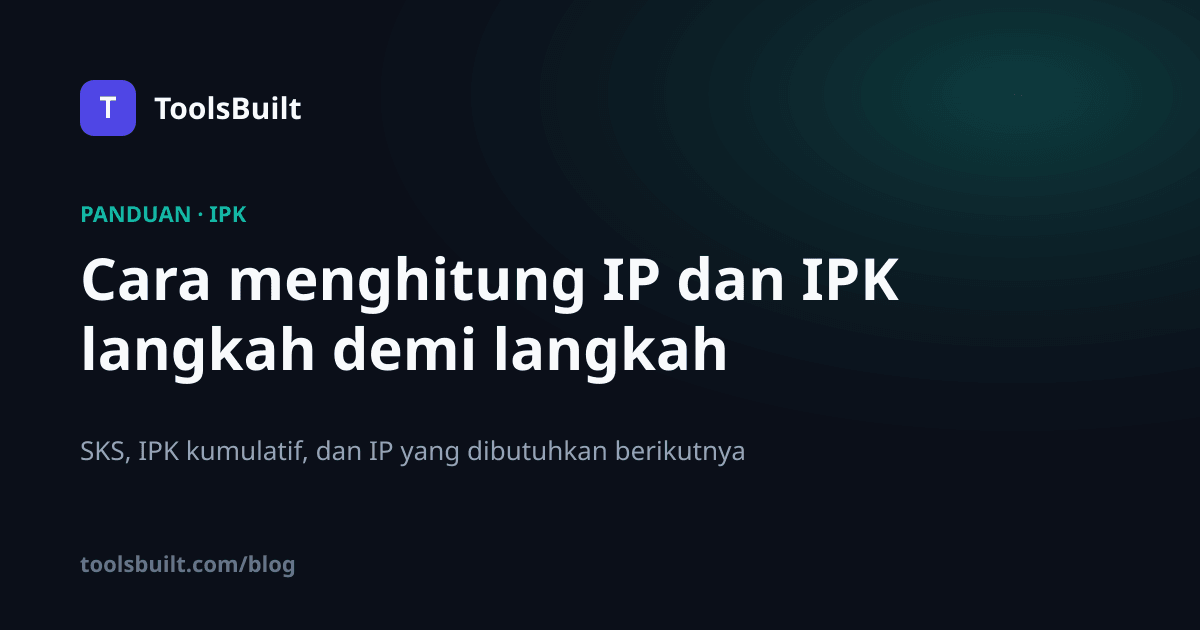 T
ToolsBuilt
PANDUAN · IPK
Cara menghitung IP dan IPK
langkah demi langkah
SKS, IPK kumulatif, dan IP yang dibutuhkan berikutnya
toolsbuilt.com/blog